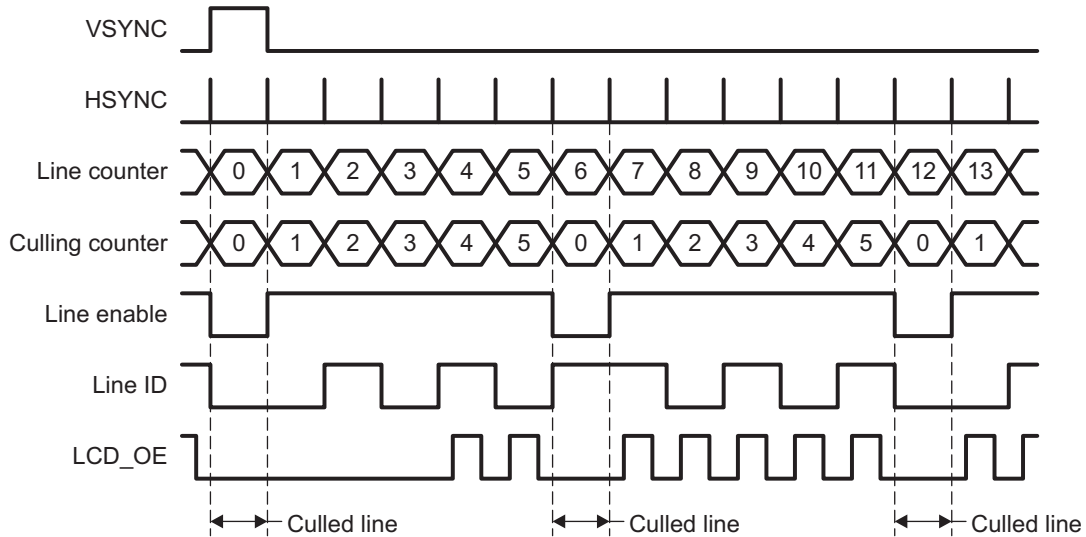 VSYNC
HSYNC
Line counter 0 1 2 3 4 5 6 7 8 9 10 11 12 13
Culling counter 0 1 2 3 4 5 0 1 2 3 4 5 0 1
Line enable
Line ID
LCD_OE
Culled line Culled line Culled line